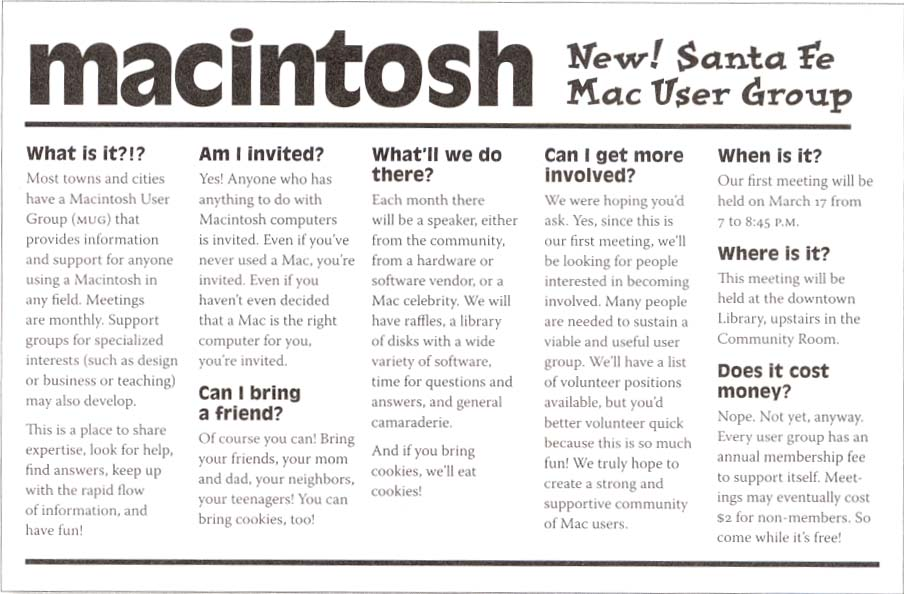 macintosh
New! Santa Fe
Mac User Group
What is it?!?
Most towns and cities
have a Macintosh User
Group (MUG) that
provides information
and support for anyone
using a Macintosh in
any field. Meetings
are monthly. Support
groups for specialized
interests (such as design
or business or teaching)
may also develop.
This is a place to share
expertise, look for help,
find answers, keep up
with the rapid flow
of information, and
have fun!
Am I invited?
Yes! Anyone who has
anything to do with
Macintosh computers
is invited. Even if you've
never used a Mac, you're
invited. Even if you
haven't even decided
that a Mac is the right
computer for you,
you're invited.
Can I bring
a friend?
Of course you can! Bring
your friends, your mom
and dad, your neighbors,
your teenagers! You can
bring cookies, too!
What'll we do
there?
Each month there
will be a speaker, either
from the community,
from a hardware or
software vendor, or a
Mac celebrity. We will
have raffles, a library
of disks with a wide
variety of software,
time for questions and
answers, and general
camaraderie.
And if you bring
cookies, we'll eat
cookies!
Can I get more
involved?
We were hoping you'd
ask. Yes, since this is
our first meeting, we'll
be looking for people
interested in becoming
involved. Many people
are needed to sustain a
viable and useful user
group. We'll have a list
of volunteer positions
available, but you'd
better volunteer quick
because this is so much
fun! We truly hope to
create a strong and
supportive community
of Mac users.
When is it?
Our first meeting will be
held on March 17 from
7 to 8:45 P.M.
Where is it?
This meeting will be
held at the downtown
Library, upstairs in the
Community Room.
Does it cost
money?
Nope. Not yet, anyway.
Every user group has an
annual membership fee
to support itself. Meet-
ings may eventually cost
$2 for non-members. So
come while it's free!